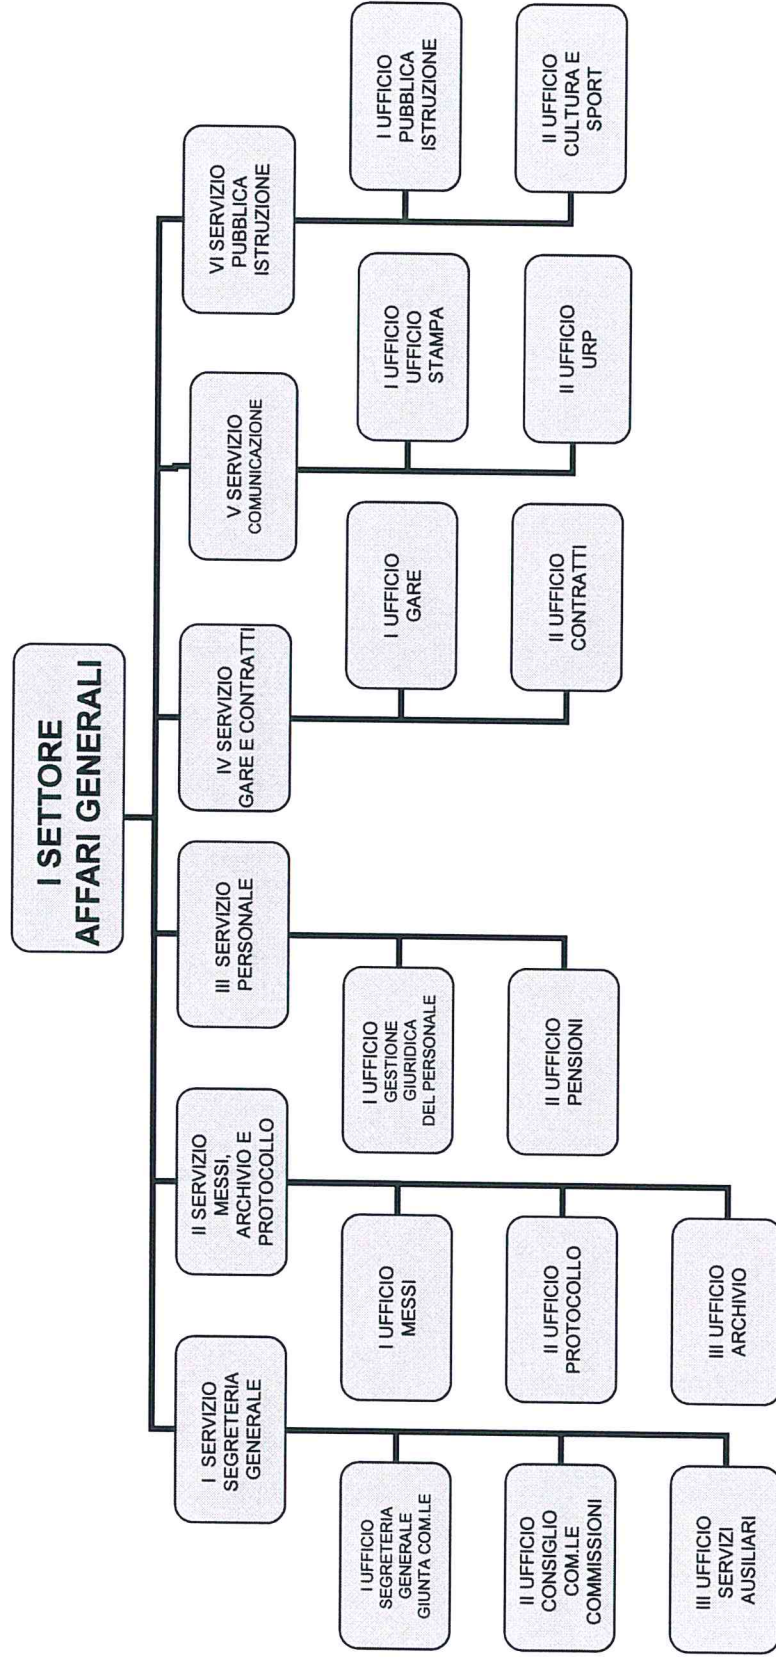 I SETTORE
AFFARI GENERALI
I SERVIZIO
SEGRETERIA
GENERALE
I UFFICIO
SEGRETERIA
GENERALE
GIUNTA COM.LE
II UFFICIO
CONSIGLIO
COM.LE
COMMISSIONI
III UFFICIO
SERVIZI
AUSILIARI
II SERVIZIO
MESSI,
ARCHIVIO E
PROTOCOLLO
I UFFICIO
MESSI
II UFFICIO
PROTOCOLLO
III UFFICIO
ARCHIVIO
III SERVIZIO
PERSONALE
I UFFICIO
GESTIONE
GIURIDICA
DEL PERSONALE
II UFFICIO
PENSIONI
IV SERVIZIO
GARE E CONTRATTI
I UFFICIO
GARE
II UFFICIO
CONTRATTI
V SERVIZIO
COMUNICAZIONE
I UFFICIO
UFFICIO
STAMPA
II UFFICIO
URP
VI SERVIZIO
PUBBLICA
ISTRUZIONE
I UFFICIO
PUBBLICA
ISTRUZIONE
II UFFICIO
CULTURA E
SPORT